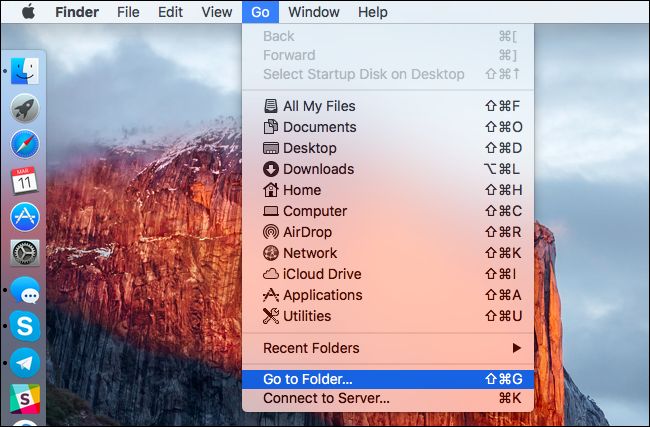 Finder File Edit View Go Window Help
Back ⌘[
Forward ⌘]
Select Startup Disk on Desktop ⇧⌘↑
All My Files ⇧⌘F
Documents ⇧⌘O
Desktop ⇧⌘D
Downloads ⌥⌘L
Home ⇧⌘H
Computer ⇧⌘C
AirDrop ⇧⌘R
Network ⇧⌘K
iCloud Drive ⇧⌘I
Applications ⇧⌘A
Utilities ⇧⌘U
Recent Folders ▶
Go to Folder... ⇧⌘G
Connect to Server... ⌘K
MAR
11
S
S